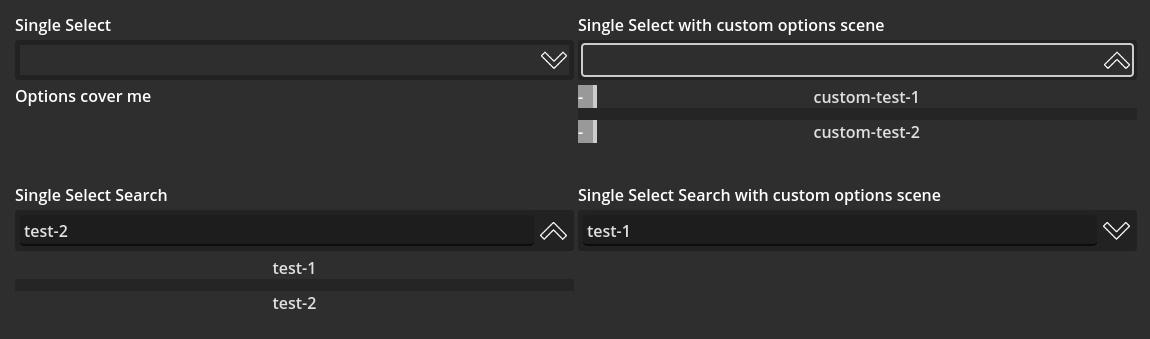 Single Select
Single Select with custom options scene
Options cover me
- custom-test-1
- custom-test-2
Single Select Search
Single Select Search with custom options scene
test-2
test-1
test-1
test-2